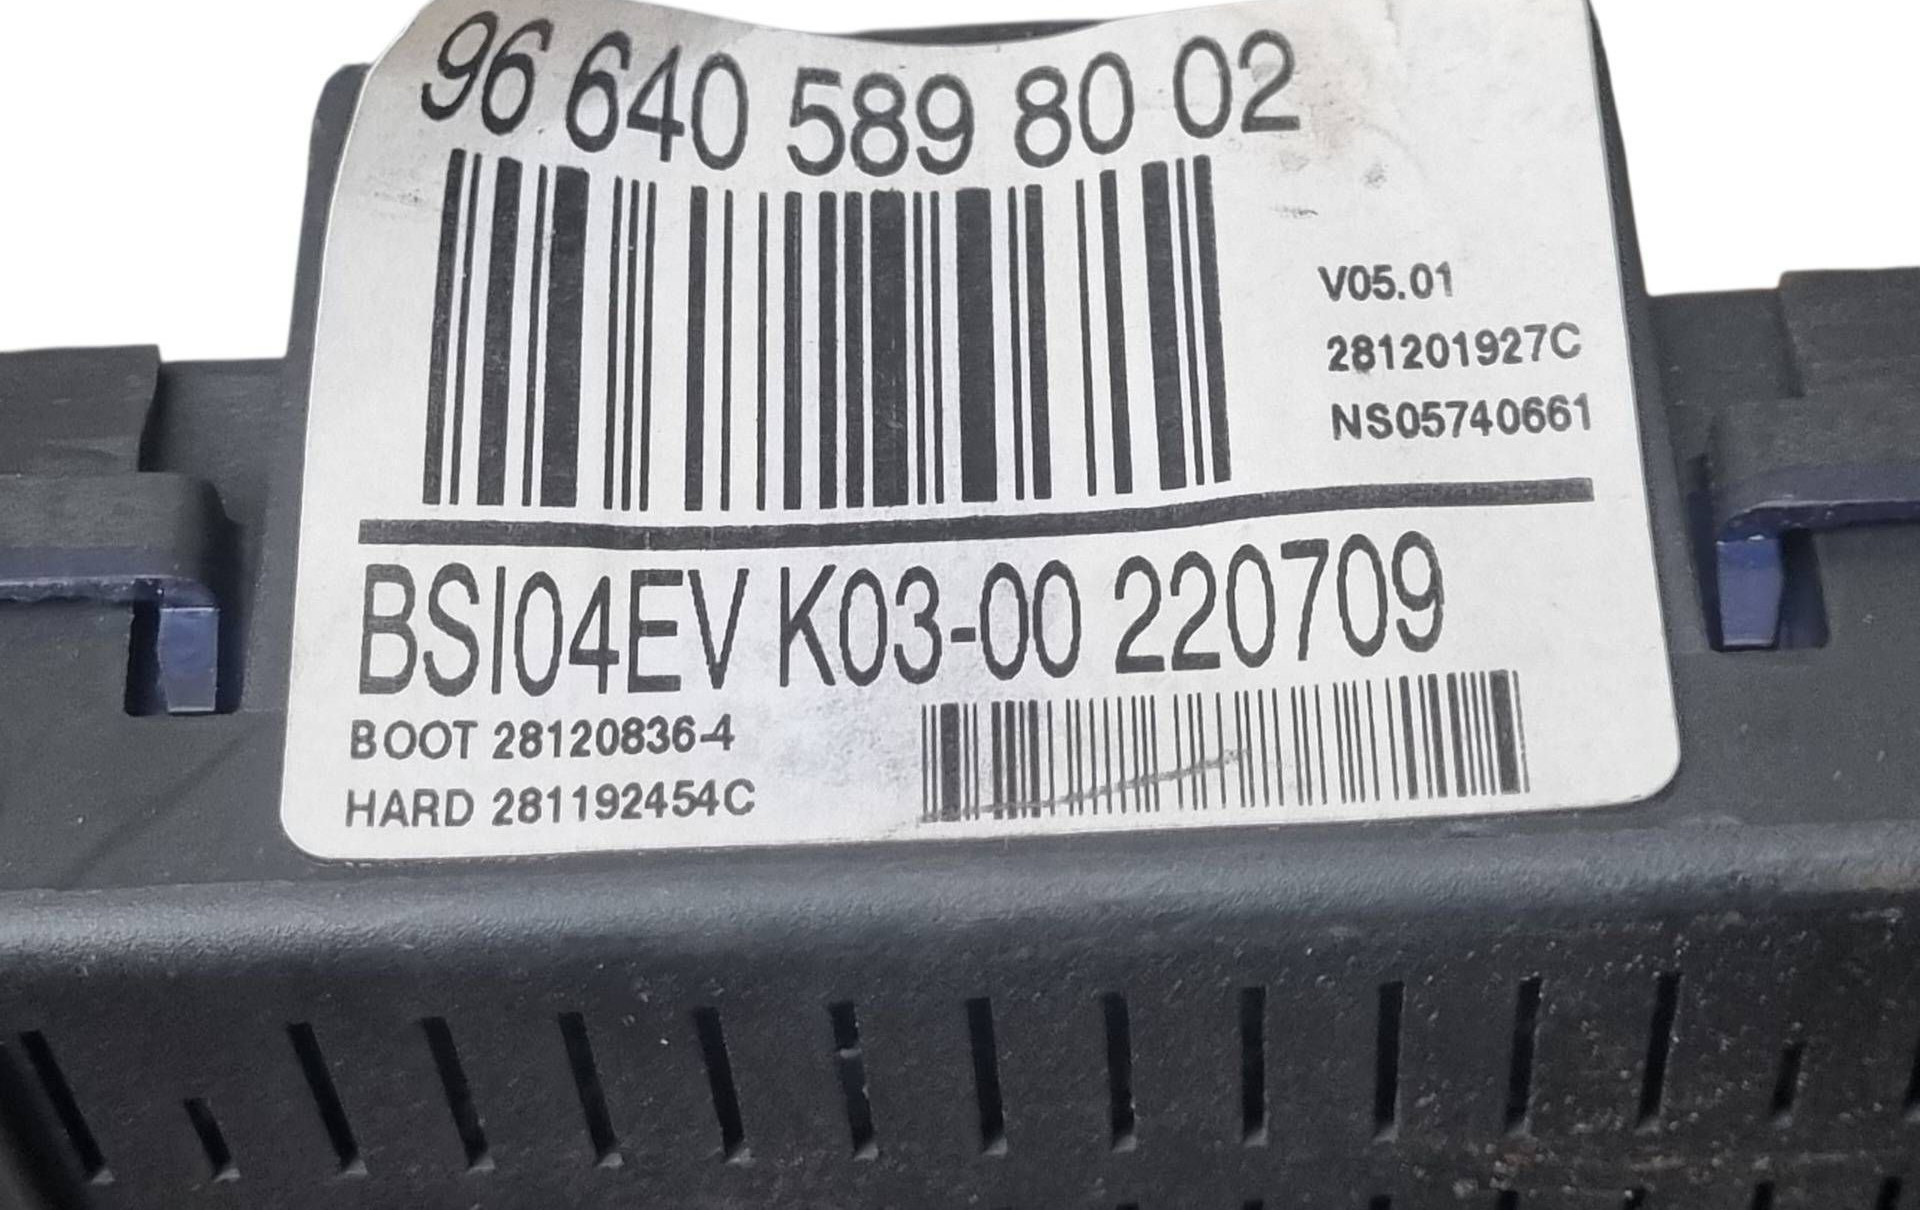 96 640 589 80 02
V05.01
281201927C
NS05740661
BSI04EV K03-00 220709
BOOT 28120836-4
HARD 281192454C